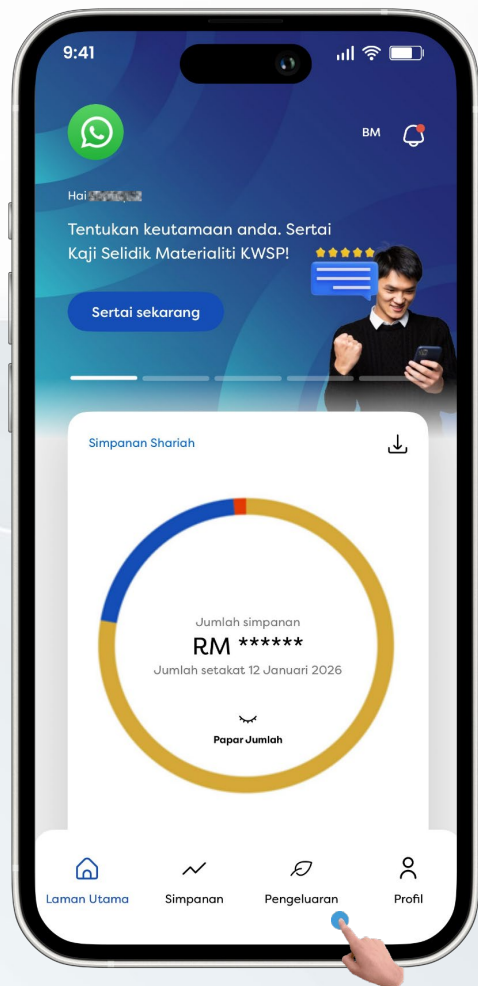 9:41
BM
Hai
Tentukan keutamaan anda. Sertai
Kaji Selidik Materialiti KWSP!
Sertai sekarang
Simpanan Shariah
Jumlah simpanan
RM ******
Jumlah setakat 12 Januari 2026
Papar Jumlah
Laman Utama
Simpanan
Pengeluaran
Profil